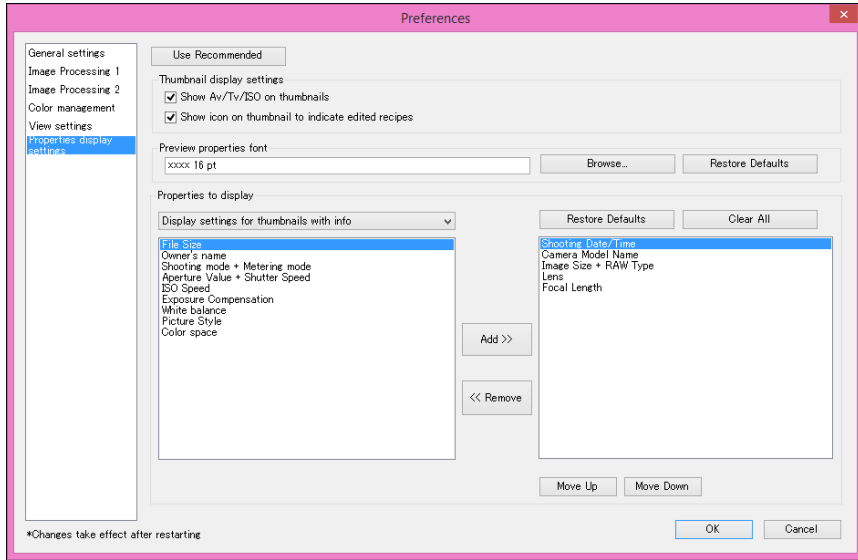 Preferences
General settings
Image Processing 1
Image Processing 2
Color management
View settings
Properties display
settings
Use Recommended
Thumbnail display settings
Show Av/Tv/ISO on thumbnails
Show icon on thumbnail to indicate edited recipes
Preview properties font
xxxx 16 pt
Browse...
Restore Defaults
Properties to display
Display settings for thumbnails with info
File Size
Owner's name
Shooting mode + Metering mode
Aperture Value + Shutter Speed
ISO Speed
Exposure Compensation
White balance
Picture Style
Color space
Add >>
<< Remove
Restore Defaults
Clear All
Shooting Date/Time
Camera Model Name
Image Size + RAW Type
Lens
Focal Length
Move Up
Move Down
*Changes take effect after restarting
OK
Cancel